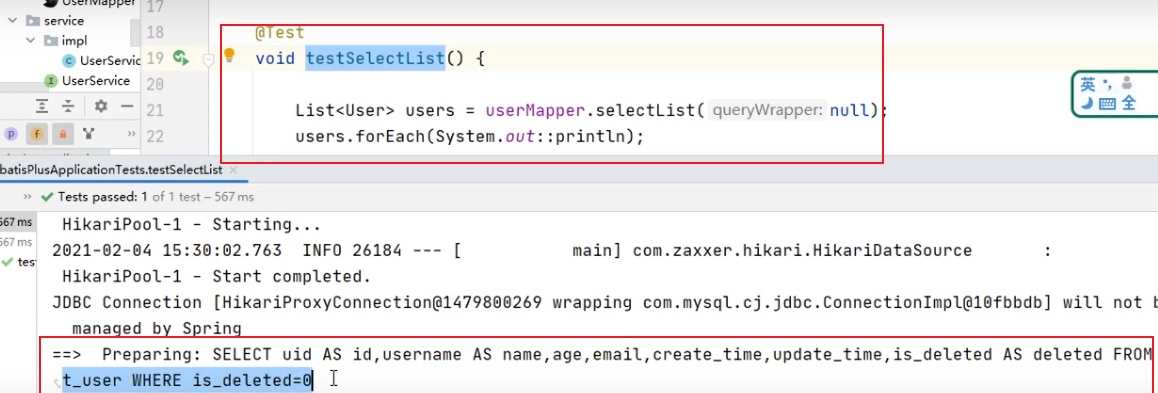 UserMapper
17
service
18
@Test
impl
19
void testSelectList() {
UserServic
20
UserService
21
List<User> users = userMapper.selectList( queryWrapper: null);
22
users.forEach(System.out::println);
英
全
batisPlusApplicationTests.testSelectList ×
» ✔ Tests passed: 1 of 1 test – 567 ms
567 ms
HikariPool-1 - Starting...
567 ms
2021-02-04 15:30:02.763  INFO 26184 --- [           main] com.zaxxer.hikari.HikariDataSource       :
tes
HikariPool-1 - Start completed.
JDBC Connection [HikariProxyConnection@1479800269 wrapping com.mysql.cj.jdbc.ConnectionImpl@10fbbdb] will not b
managed by Spring
==>  Preparing: SELECT uid AS id,username AS name,age,email,create_time,update_time,is_deleted AS deleted FROM
t_user WHERE is_deleted=0